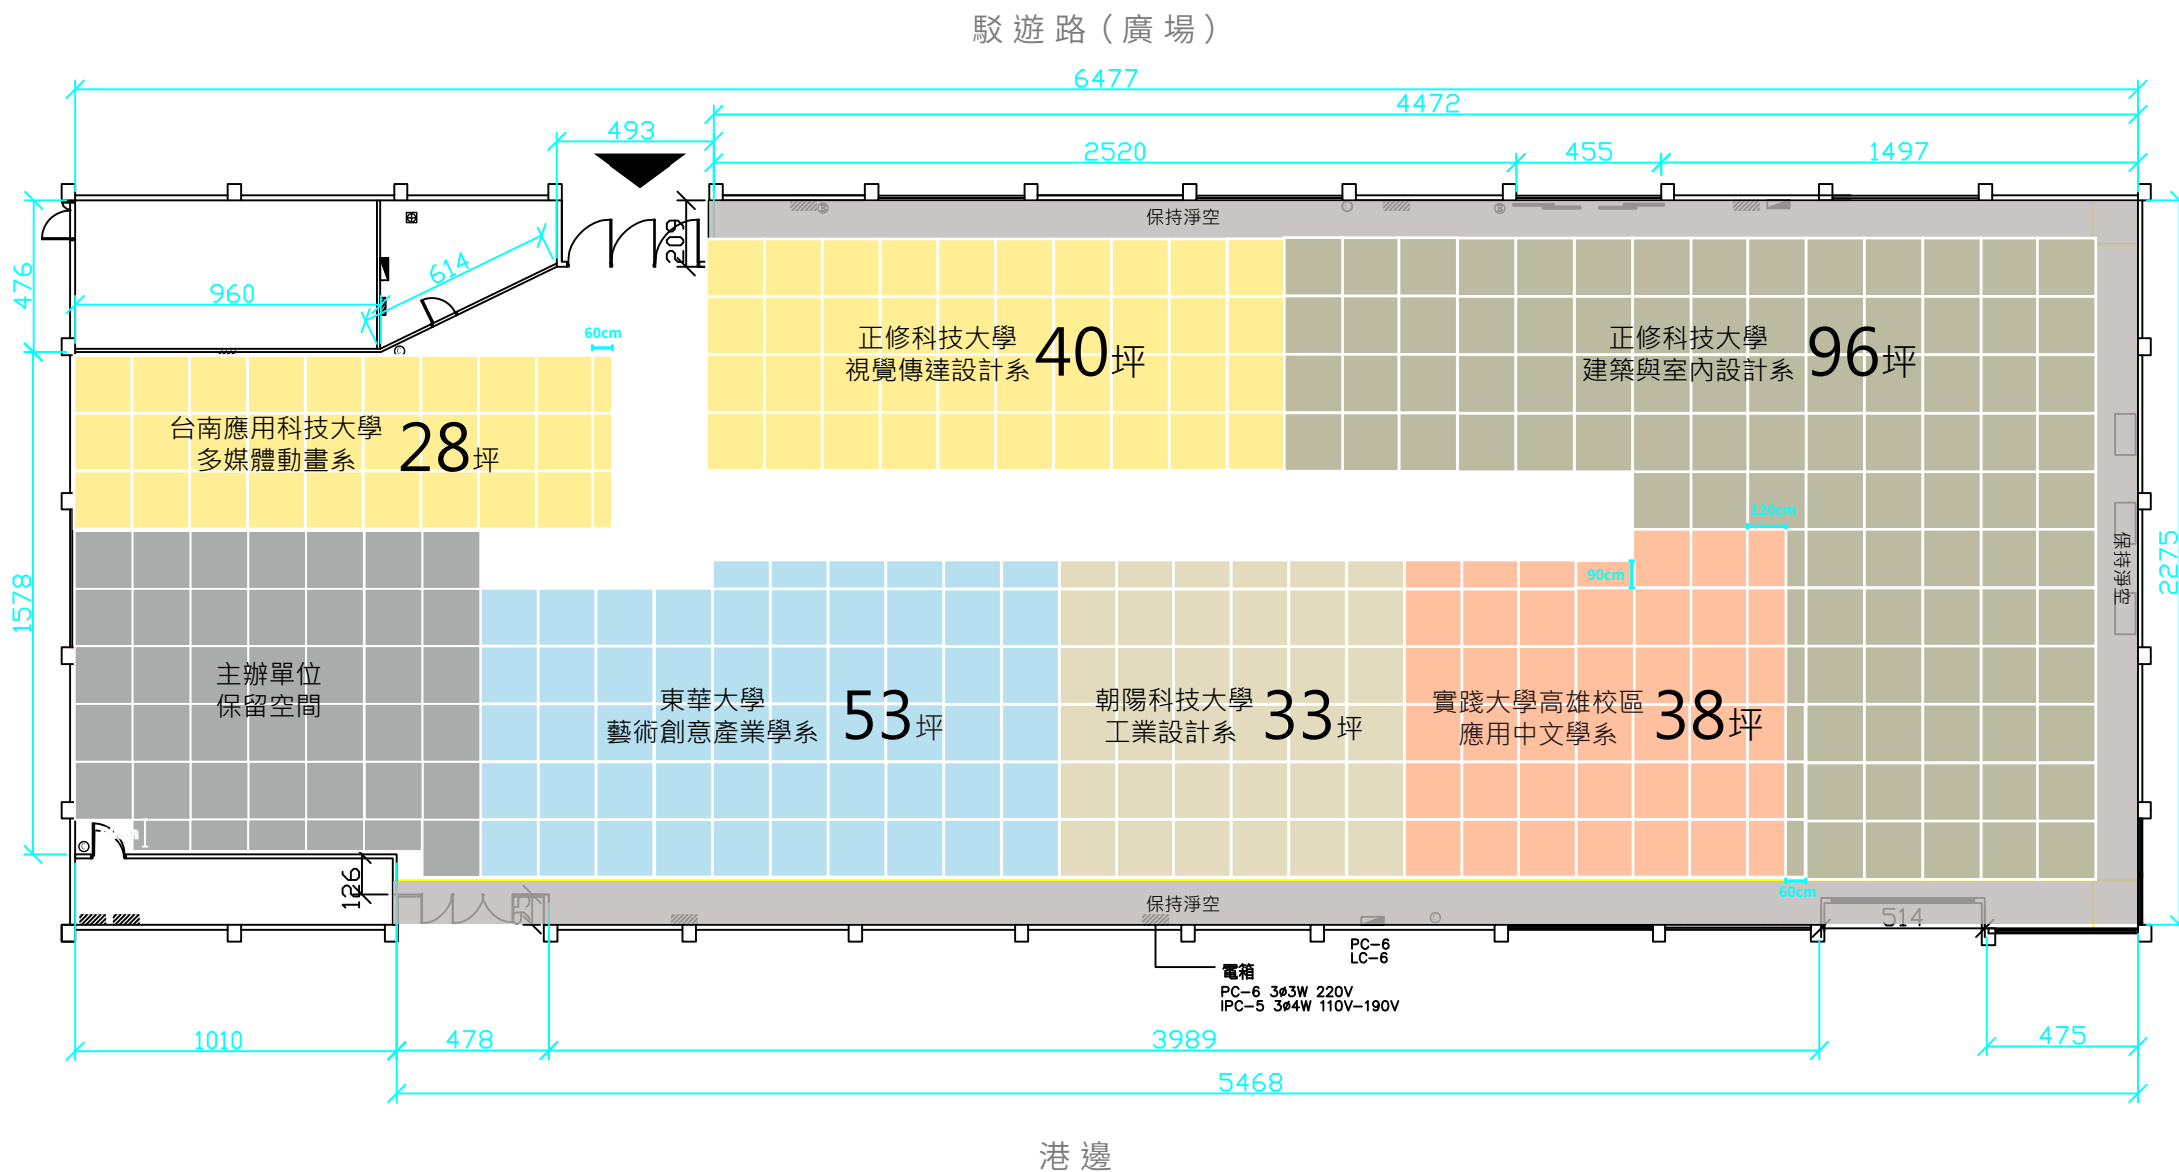 駁遊路(廣場)
6477
4472
493
2520
455
1497
209
保持淨空
476
614
960
60cm
正修科技大學
視覺傳達設計系
40坪
正修科技大學
建築與室內設計系
96坪
台南應用科技大學
多媒體動畫系
28坪
120cm
保持淨空
2275
90cm
1578
主辦單位
保留空間
東華大學
藝術創意產業學系
53坪
朝陽科技大學
工業設計系
33坪
實踐大學高雄校區
應用中文學系
38坪
126
60cm
保持淨空
514
PC-6
LC-6
電箱
PC-6 3ø3W 220V
IPC-5 3ø4W 110V-190V
1010
478
3989
475
5468
港邊